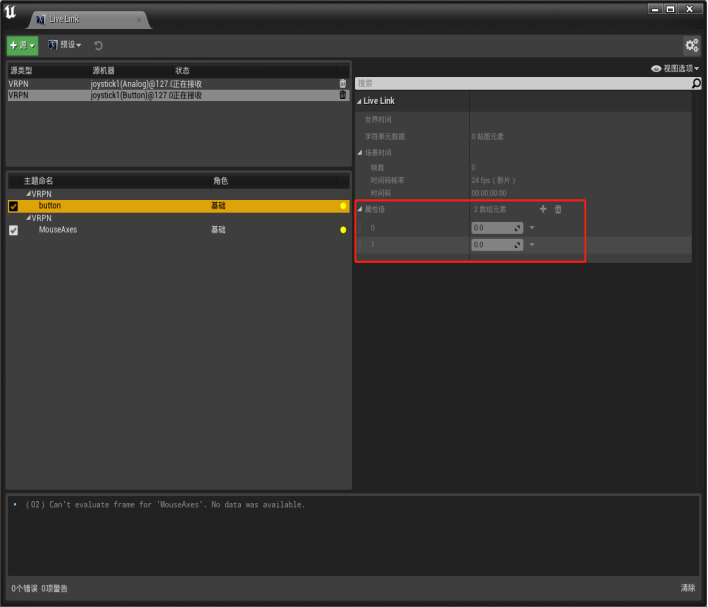 Live Link
源 预设
视图选项
源类型 源机器 状态
VRPN joystick1(Analog)@127.0 正在接收
VRPN joystick1(Button)@127.0 正在接收
主题命名 角色
VRPN
button 基础
VRPN
MouseAxes 基础
搜索
Live Link
世界时间
字符串元数据 0 贴图元素
场景时间
帧数 0
时间码帧率 24 fps（影片）
时间码 00:00:00:00
属性值 2 数组元素
0 0.0
1 0.0
(02) Can't evaluate frame for 'MouseAxes'. No data was available.
0个错误 0项警告 清除